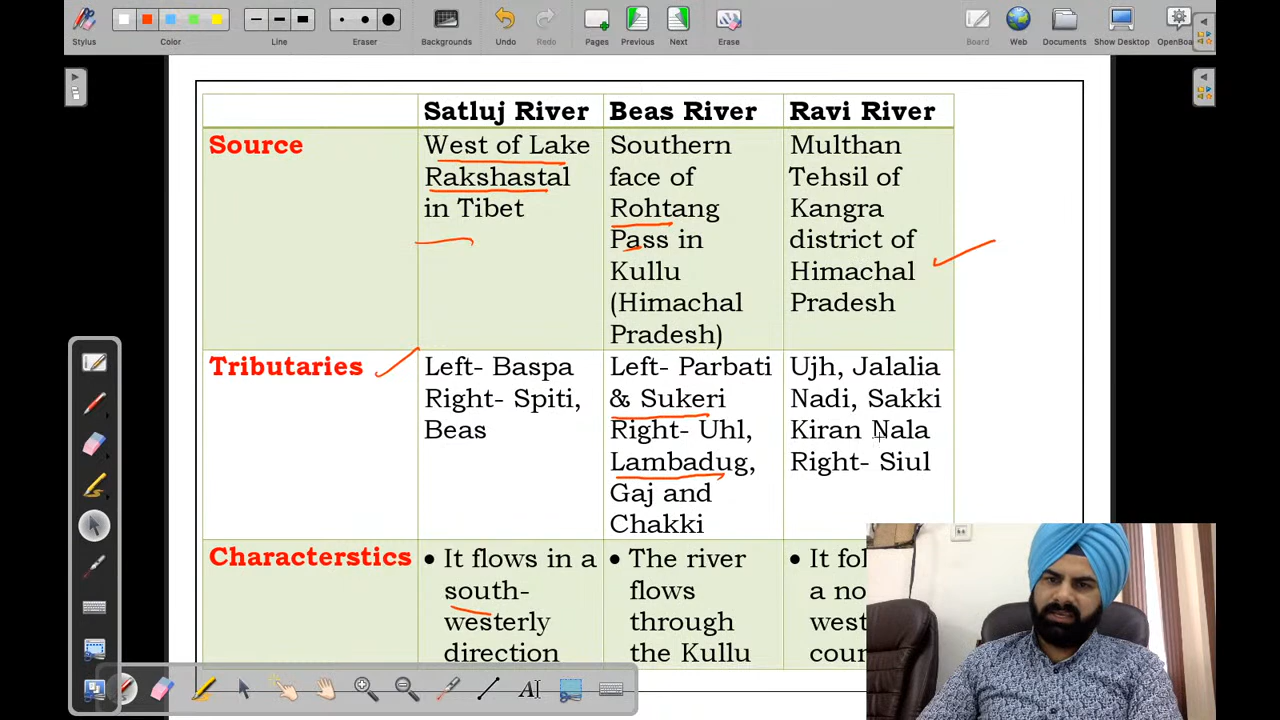 Stylus
Color
Line
Eraser
Backgrounds
Undo
Redo
Pages
Previous
Next
Erase
Board
Web
Documents
Show Desktop
Satluj River
Beas River
Ravi River
Source
West of Lake
Rakshastal
in Tibet
Southern
face of
Rohtang
Pass in
Kullu
(Himachal
Pradesh)
Multhan
Tehsil of
Kangra
district of
Himachal
Pradesh
Tributaries
Left- Baspa
Right- Spiti,
Beas
Left- Parbati
& Sukeri
Right- Uhl,
Lambadug,
Gaj and
Chakki
Ujh, Jalalia
Nadi, Sakki
Kiran Nala
Right- Siul
Characterstics
• It flows in a
south-
westerly
direction
• The river
flows
through
the Kullu
• It
a